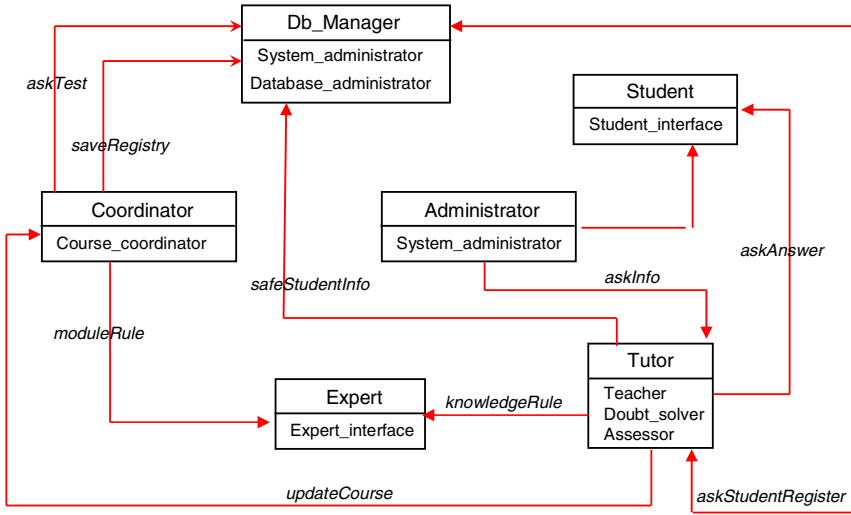 Db_Manager
System_administrator
Database_administrator
askTest
saveRegistry
Student
Student_interface
Coordinator
Course_coordinator
Administrator
System_administrator
askAnswer
safeStudentInfo
askInfo
moduleRule
Tutor
Teacher
Doubt_solver
Assessor
Expert
Expert_interface
knowledgeRule
updateCourse
askStudentRegister